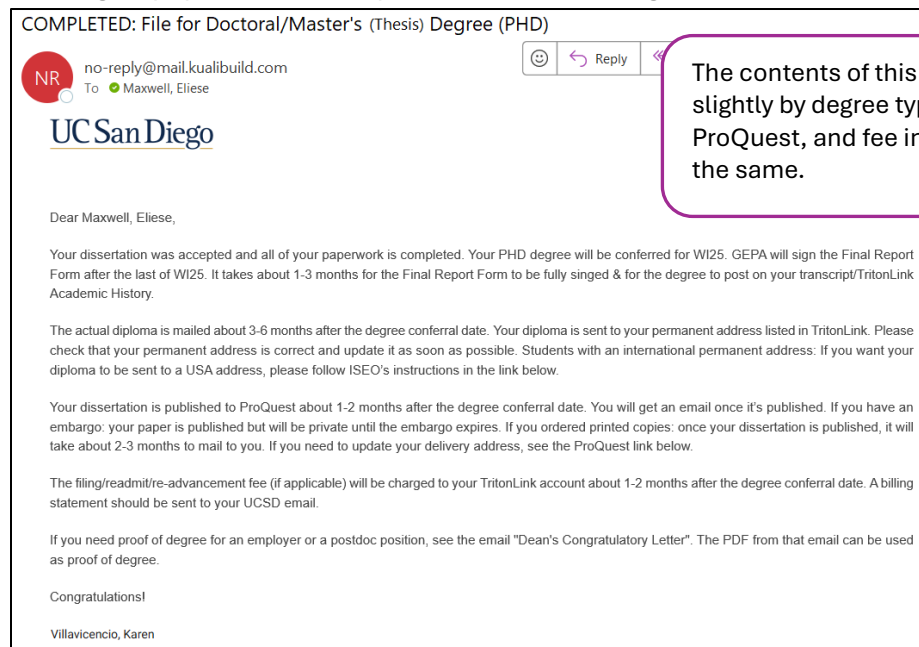 COMPLETED: File for Doctoral/Master's (Thesis) Degree (PHD)
NR
no-reply@mail.kualibuild.com
To Maxwell, Eliese
Reply
UC San Diego
The contents of this
slightly by degree
ProQuest, and fee
the same.
Dear Maxwell, Eliese,
Your dissertation was accepted and all of your paperwork is completed. Your PHD degree will be conferred for WI25. GEPA will sign the Final Report
Form after the last of WI25. It takes about 1-3 months for the Final Report Form to be fully singed & for the degree to post on your transcript/TritonLink
Academic History.
The actual diploma is mailed about 3-6 months after the degree conferral date. Your diploma is sent to your permanent address listed in TritonLink. Please
check that your permanent address is correct and update it as soon as possible. Students with an international permanent address: If you want your
diploma to be sent to a USA address, please follow ISEO's instructions in the link below.
Your dissertation is published to ProQuest about 1-2 months after the degree conferral date. You will get an email once it's published. If you have an
embargo: your paper is published but will be private until the embargo expires. If you ordered printed copies: once your dissertation is published, it will
take about 2-3 months to mail to you. If you need to update your delivery address, see the ProQuest link below.
The filing/readmit/re-advancement fee (if applicable) will be charged to your TritonLink account about 1-2 months after the degree conferral date. A billing
statement should be sent to your UCSD email.
If you need proof of degree for an employer or a postdoc position, see the email "Dean's Congratulatory Letter". The PDF from that email can be used
as proof of degree.
Congratulations!
Villavicencio, Karen